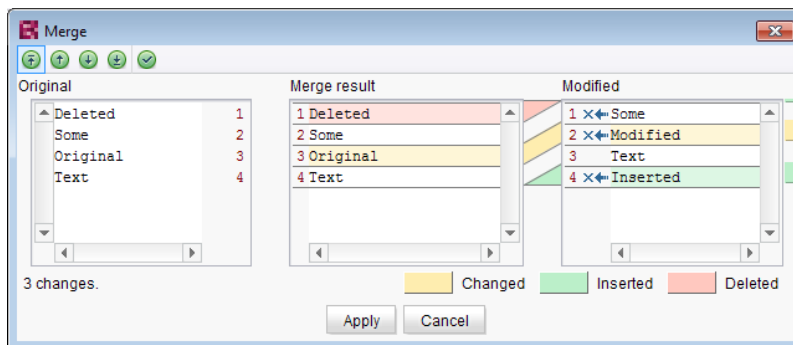 Merge
Original Merge result Modified
Deleted 1
Some 2
Original 3
Text 4
1 Deleted
2 Some
3 Original
4 Text
1 Some
2 Modified
3 Text
4 Inserted
3 changes. Changed Inserted Deleted
Apply Cancel